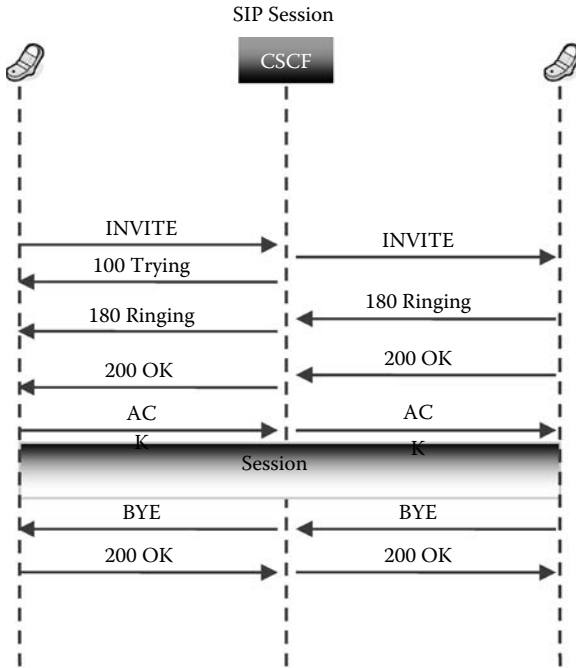 SIP Session
CSCF
INVITE
INVITE
100 Trying
180 Ringing
180 Ringing
200 OK
200 OK
AC
K
AC
K
Session
BYE
BYE
200 OK
200 OK